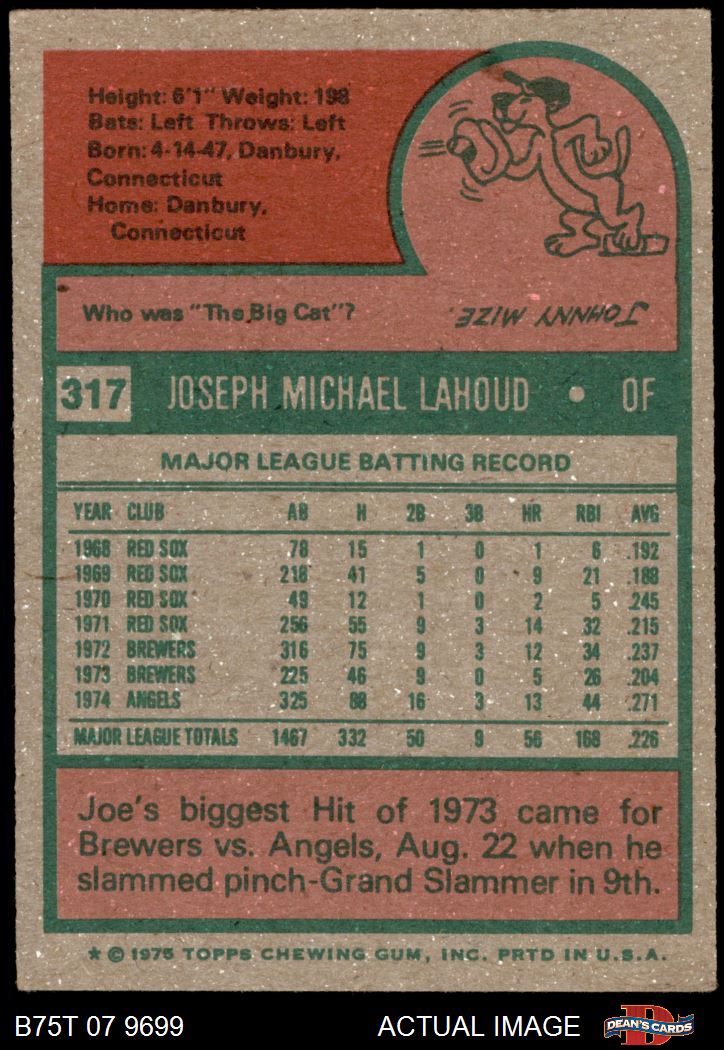 Height: 6'1" Weight: 198
Bats: Left Throws: Left
Born: 4-14-47, Danbury,
Connecticut
Home: Danbury,
Connecticut
Who was "The Big Cat"?
JOHNNY MIZE.
317 JOSEPH MICHAEL LAHOUD • OF
MAJOR LEAGUE BATTING RECORD
YEAR CLUB AB H 2B 3B HR RBI AVG
1968 RED SOX 78 15 1 0 1 6 .192
1969 RED SOX 218 41 5 0 9 21 .188
1970 RED SOX 49 12 1 0 2 5 .245
1971 RED SOX 256 55 9 3 14 32 .215
1972 BREWERS 316 75 9 3 12 34 .237
1973 BREWERS 225 46 9 0 5 26 .204
1974 ANGELS 325 88 16 3 13 44 .271
MAJOR LEAGUE TOTALS 1467 332 50 9 56 168 .226
Joe's biggest Hit of 1973 came for
Brewers vs. Angels, Aug. 22 when he
slammed pinch-Grand Slammer in 9th.
* © 1975 TOPPS CHEWING GUM, INC. PRTD IN U.S.A.
B75T 07 9699 ACTUAL IMAGE D DEAN'S CARDS